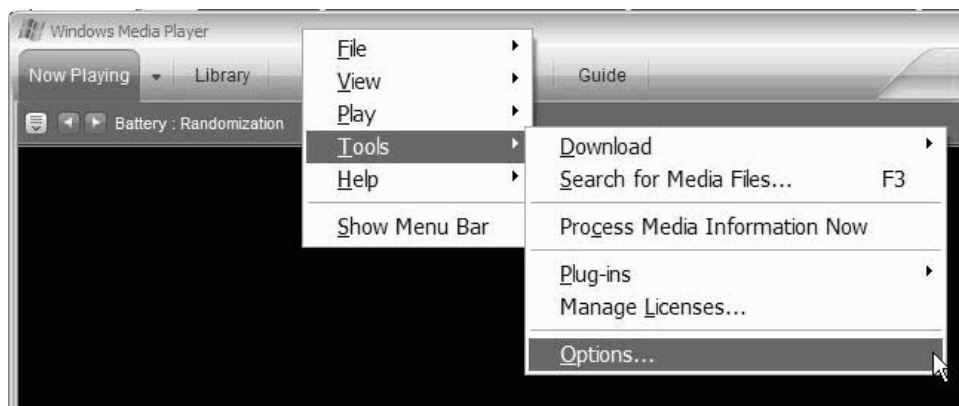 Windows Media Player
Now Playing Library Guide
Battery : Randomization
File
View
Play
Tools
Help
Show Menu Bar
Download
Search for Media Files... F3
Process Media Information Now
Plug-ins
Manage Licenses...
Options...